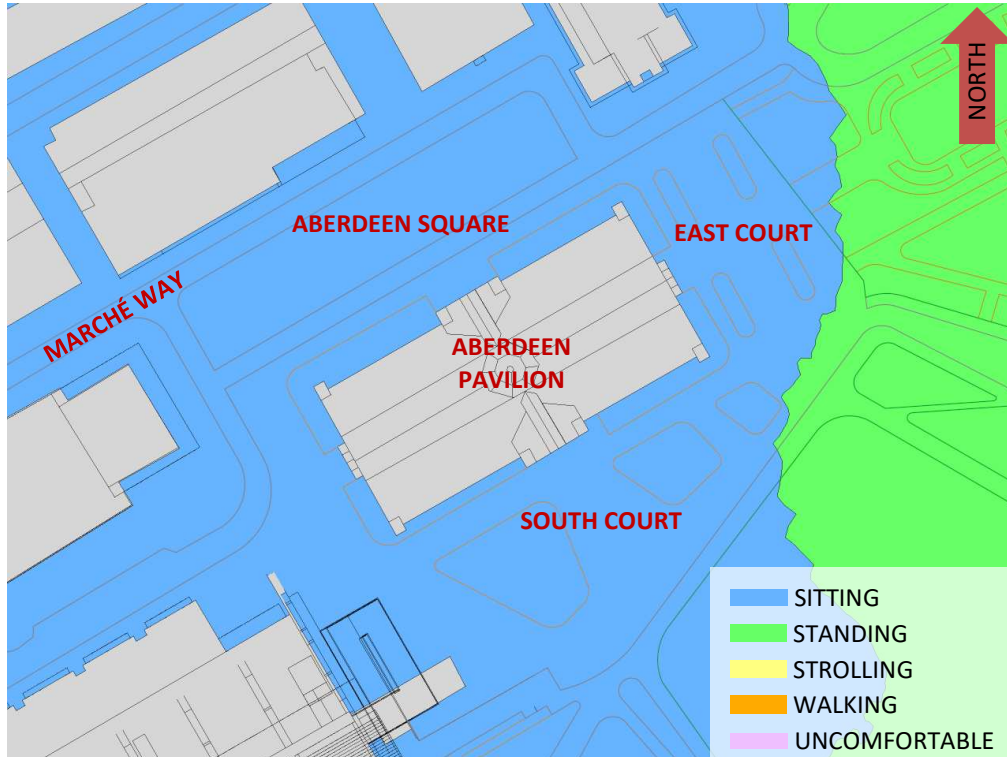 NORTH
ABERDEEN SQUARE
EAST COURT
MARCHÉ WAY
ABERDEEN
PAVILION
SOUTH COURT
SITTING
STANDING
STROLLING
WALKING
UNCOMFORTABLE